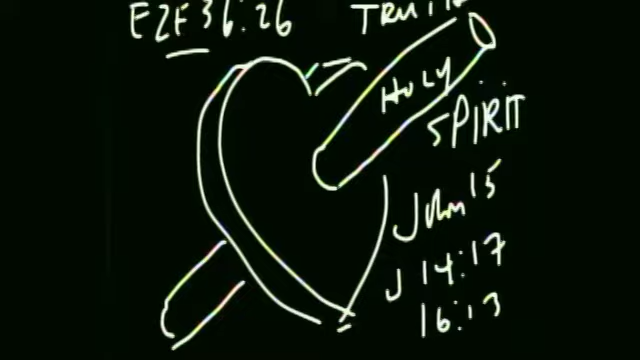 EZE 36:26
TRUTH
HOLY
SPIRIT
John 15
J 14:17
16:13